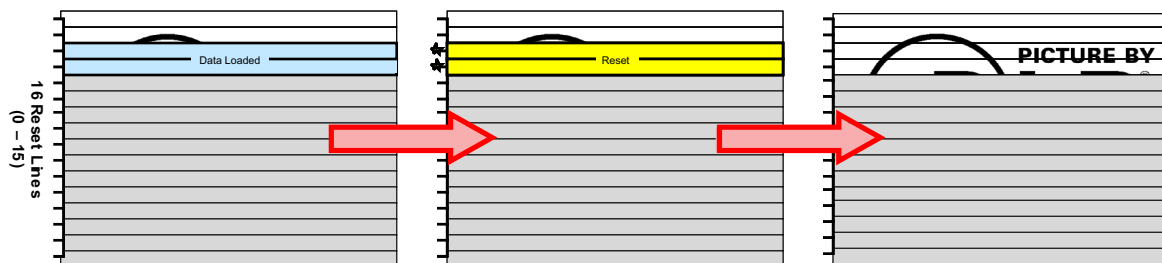 16 Reset Lines
(0 – 15)
Data Loaded
Reset
PICTURE BY
®